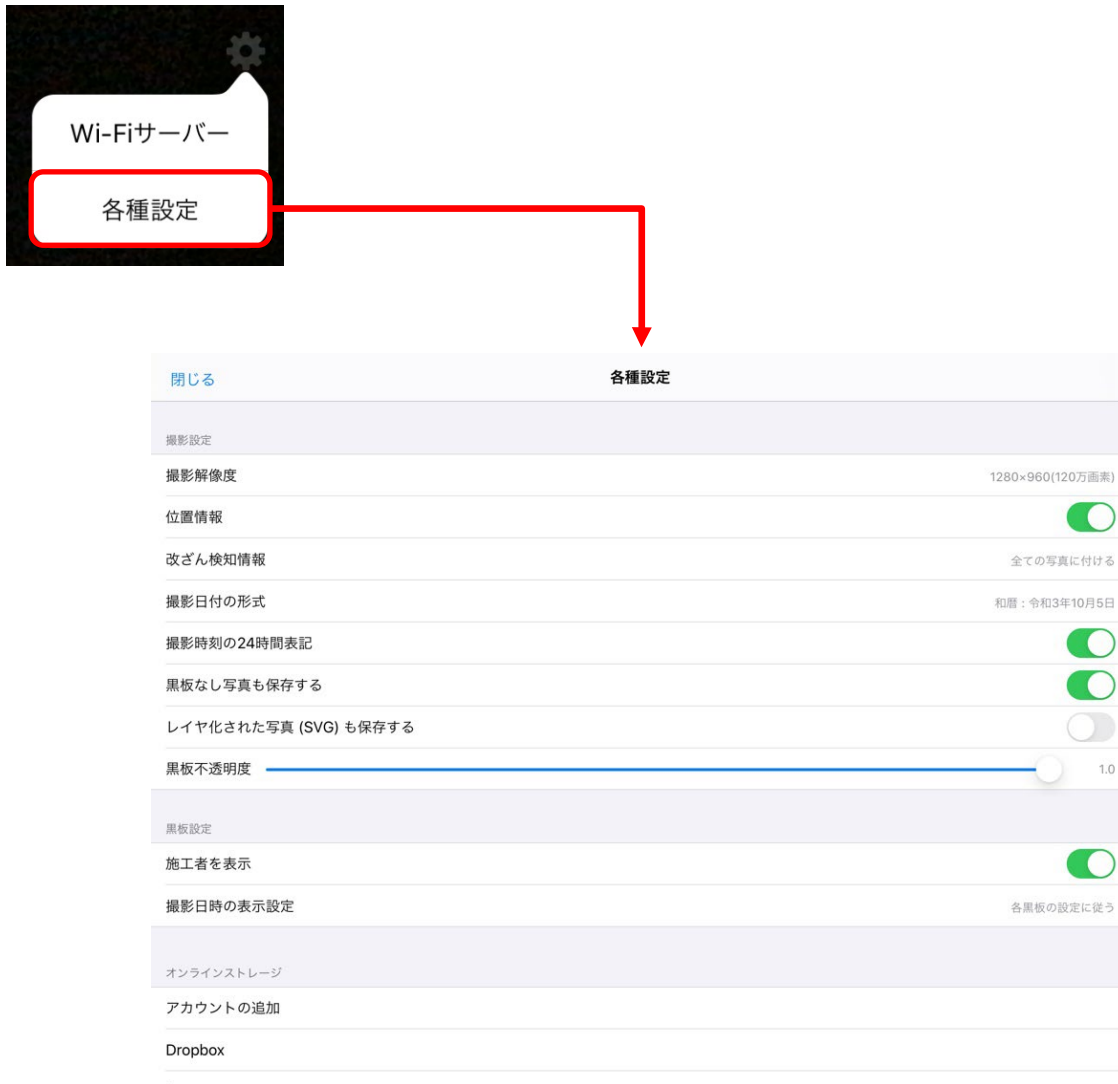 Wi-Fiサーバー
各種設定
閉じる 各種設定
撮影設定
撮影解像度 1280×960(120万画素)
位置情報
改ざん検知情報 全ての写真に付ける
撮影日付の形式 和暦 : 令和3年10月5日
撮影時刻の24時間表記
黒板なし写真も保存する
レイヤ化された写真 (SVG) も保存する
黒板不透明度 1.0
黒板設定
施工者を表示
撮影日時の表示設定 各黒板の設定に従う
オンラインストレージ
アカウントの追加
Dropbox